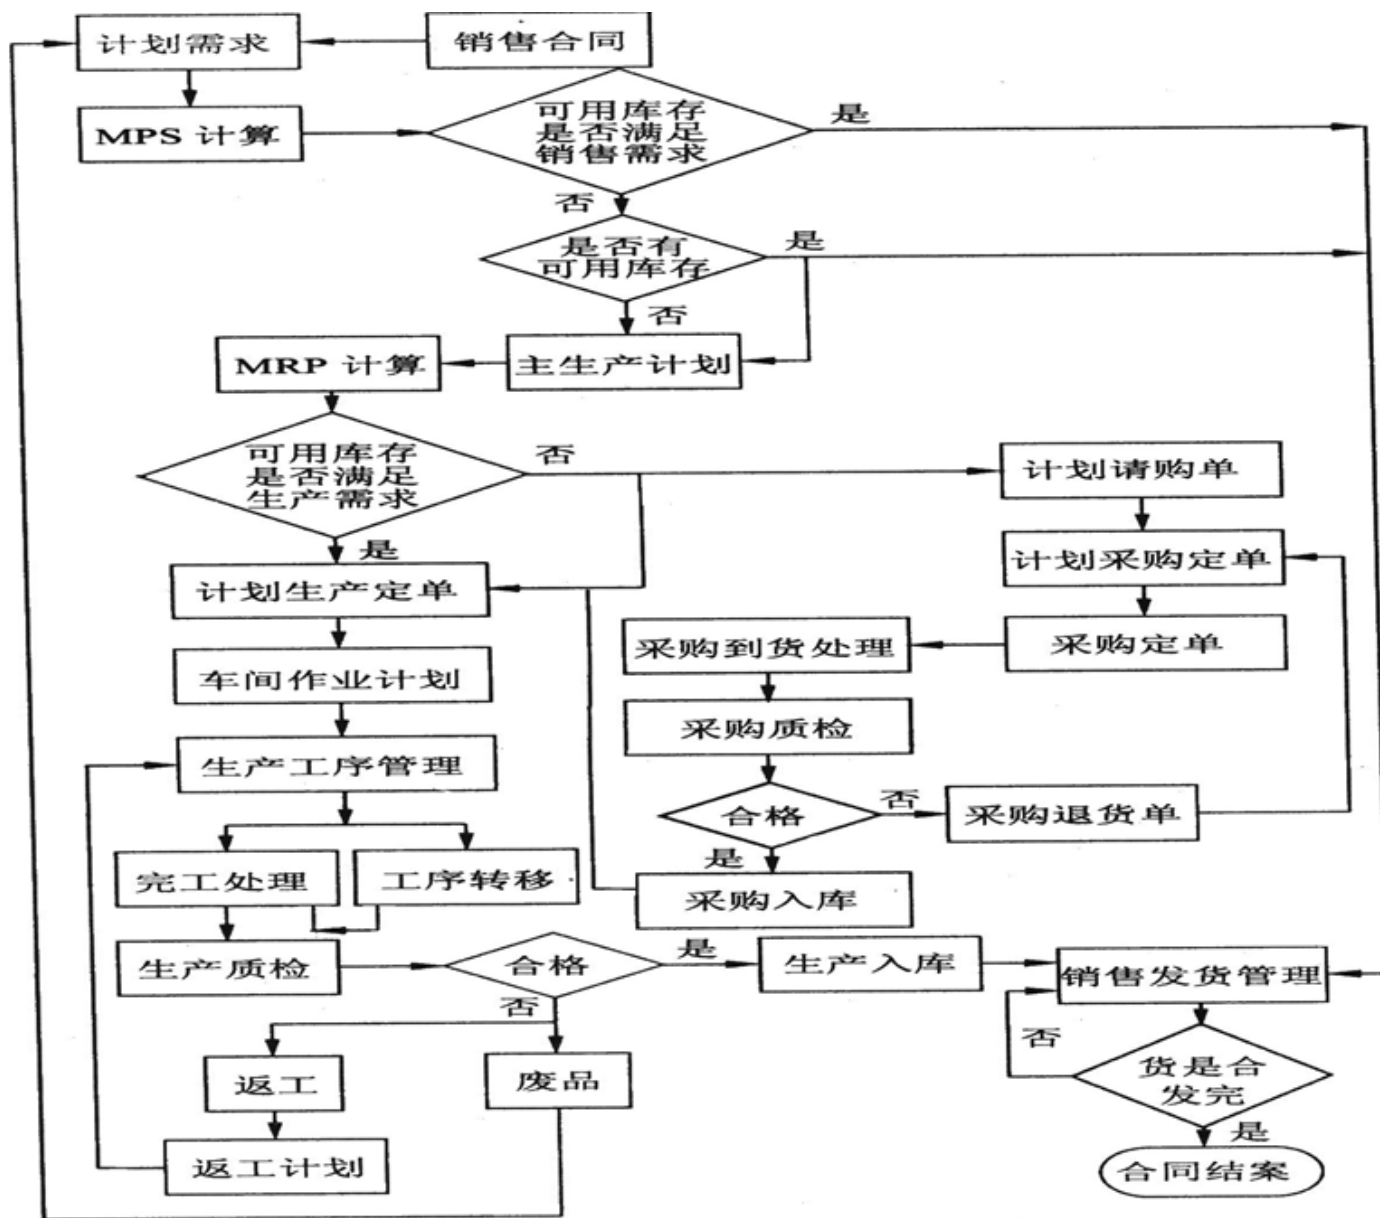 计划需求
销售合同
MPS 计算
可用库存
是否满足
销售需求
是
否
是否有
可用库存
是
否
MRP 计算
主生产计划
可用库存
是否满足
生产需求
否
计划请购单
是
计划生产定单
计划采购定单
采购到货处理
采购定单
车间作业计划
采购质检
生产工序管理
合格
否
采购退货单
是
完工处理
工序转移
采购入库
生产质检
合格
是
生产入库
销售发货管理
否
否
返工
废品
货是合
发完
是
返工计划
合同结案